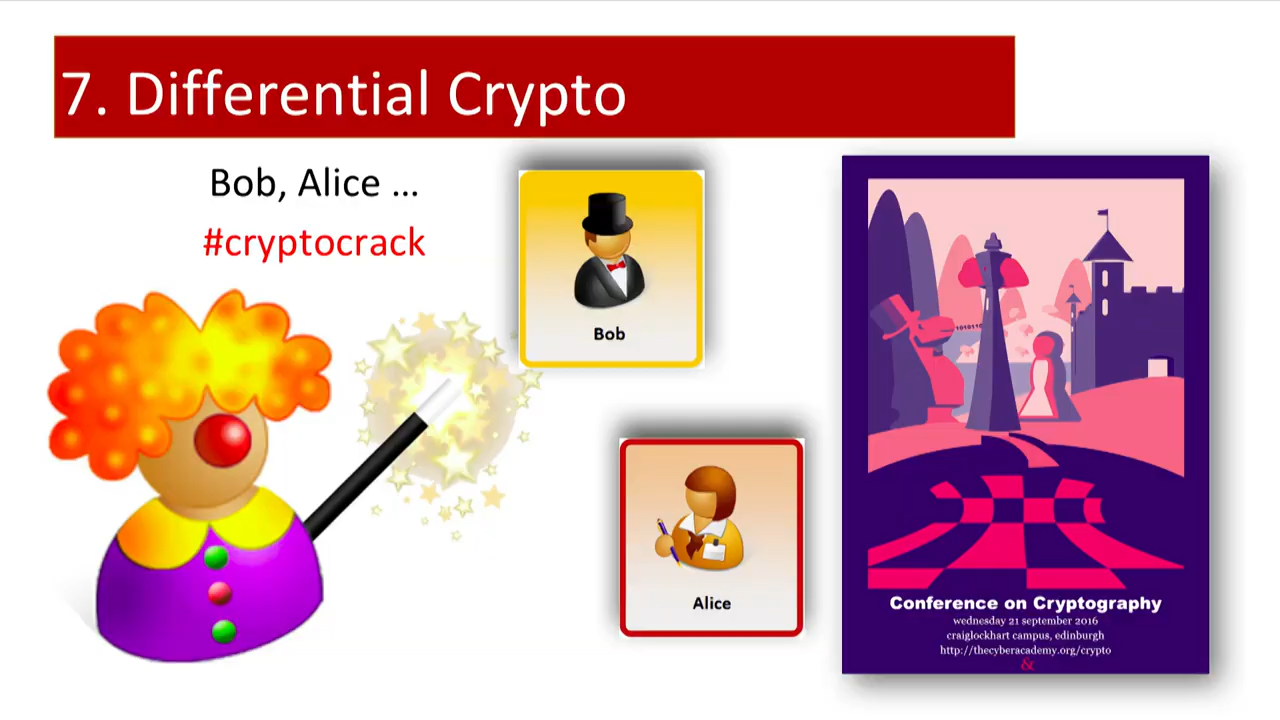 7. Differential Crypto
Bob, Alice ...
#cryptocrack
Bob
Alice
101011
Conference on Cryptography
wednesday 21 september 2016
craiglockhart campus, edinburgh
http://thecyberacademy.org/crypto
&